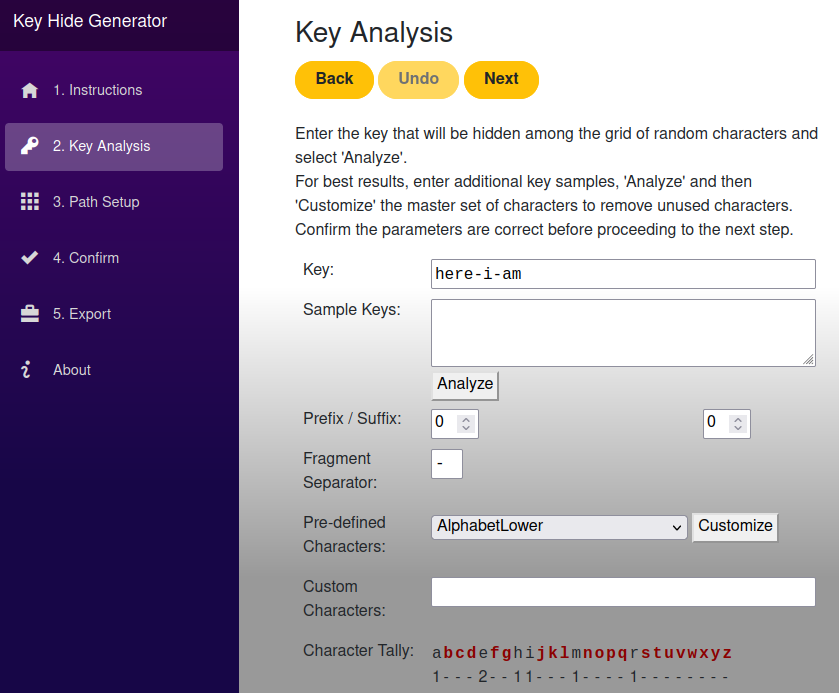 Key Hide Generator
1. Instructions
2. Key Analysis
3. Path Setup
4. Confirm
5. Export
About
Key Analysis
Back Undo Next
Enter the key that will be hidden among the grid of random characters and
select 'Analyze'.
For best results, enter additional key samples, 'Analyze' and then
'Customize' the master set of characters to remove unused characters.
Confirm the parameters are correct before proceeding to the next step.
Key: here-i-am
Sample Keys:
Analyze
Prefix / Suffix: 0 0
Fragment
Separator: -
Pre-defined
Characters: AlphabetLower Customize
Custom
Characters:
Character Tally: abcdefghijklmnopqrstuvwxyz
1---2--11---1----1--------